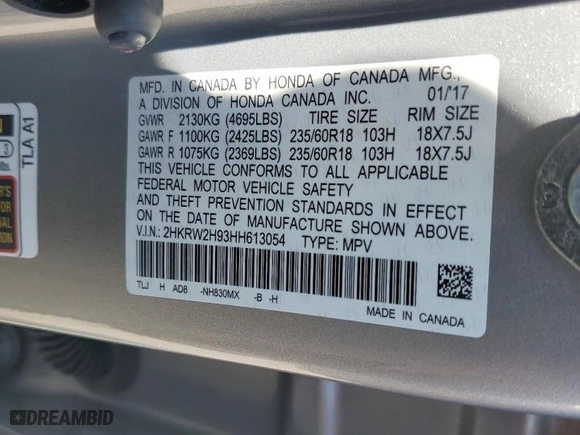 MFD. IN CANADA BY HONDA OF CANADA MFG.,
A DIVISION OF HONDA CANADA INC. 01/'17
GVWR 2130KG (4695LBS) TIRE SIZE RIM SIZE
GAWR F 1100KG (2425LBS) 235/60R18 103H 18X7.5J
GAWR R 1075KG (2369LBS) 235/60R18 103H 18X7.5J
THIS VEHICLE CONFORMS TO ALL APPLICABLE
FEDERAL MOTOR VEHICLE SAFETY
AND THEFT PREVENTION STANDARDS IN EFFECT
ON THE DATE OF MANUFACTURE SHOWN ABOVE.
V.I.N.: 2HKRW2H93HH613054 TYPE: MPV
TLJ H AD8 -NH830MX -B -H
MADE IN CANADA
TLA A1
3
lbs.
DREAMBID